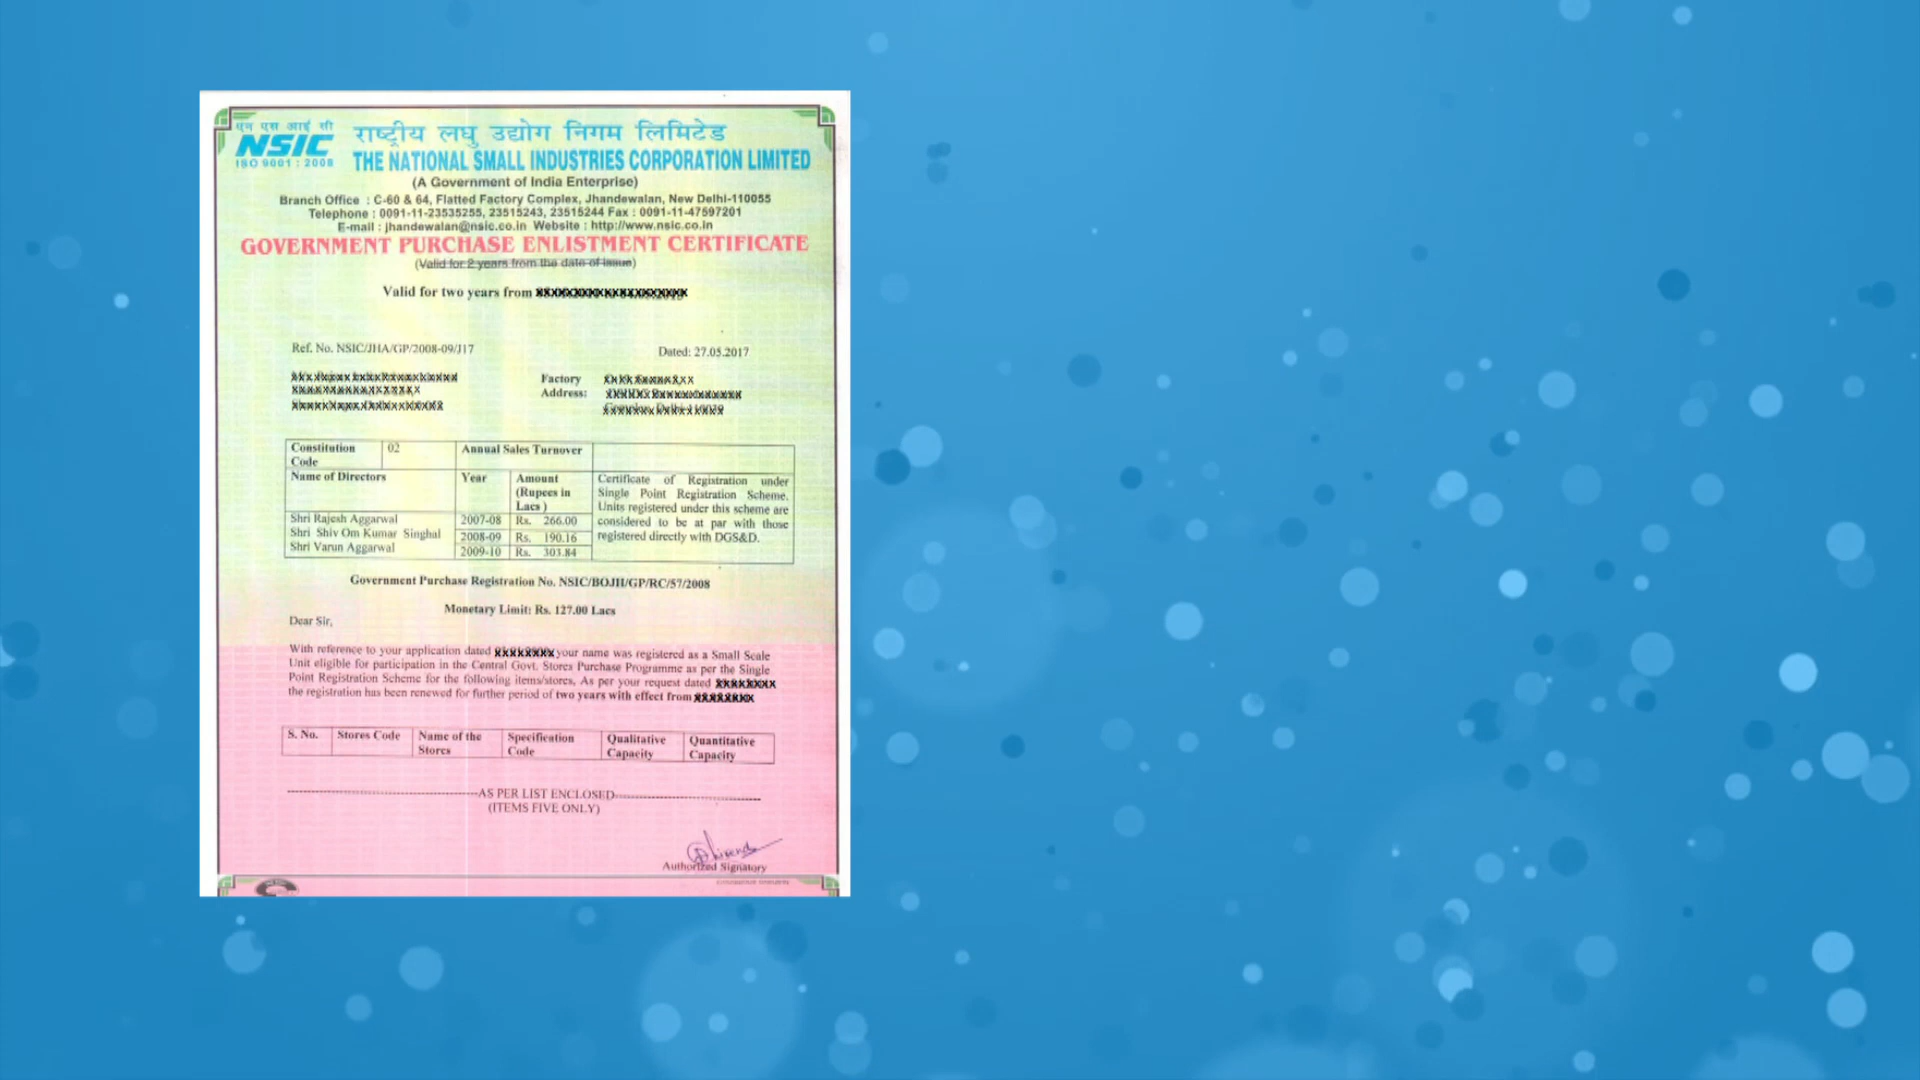 एन एस आई सी
NSIC
ISO 9001 : 2008
राष्ट्रीय लघु उद्योग निगम लिमिटेड
THE NATIONAL SMALL INDUSTRIES CORPORATION LIMITED
(A Government of India Enterprise)
Branch Office : C-60 & 64, Flatted Factory Complex, Jhandewalan, New Delhi-110055
Telephone : 0091-11-23535255, 23515243, 23515244 Fax : 0091-11-47597201
E-mail : jhandewalan@nsic.co.in Website : http://www.nsic.co.in
GOVERNMENT PURCHASE ENLISTMENT CERTIFICATE
(Valid for 2 years from the date of issue)
Valid for two years from
Ref. No. NSIC/JHA/GP/2008-09/J17
Dated: 27.05.2017
Factory
Address:
Constitution Code
02
Annual Sales Turnover
Name of Directors
Year
Amount
(Rupees in
Lacs )
Certificate of Registration under
Single Point Registration Scheme.
Units registered under this scheme are
considered to be at par with those
registered directly with DGS&D.
Shri Rajesh Aggarwal
Shri Shiv Om Kumar Singhal
Shri Varun Aggarwal
2007-08 Rs. 266.00
2008-09 Rs. 190.16
2009-10 Rs. 303.84
Government Purchase Registration No. NSIC/BOJH/GP/RC/57/2008
Monetary Limit: Rs. 127.00 Lacs
Dear Sir,
With reference to your application dated your name was registered as a Small Scale
Unit eligible for participation in the Central Govt. Stores Purchase Programme as per the Single
Point Registration Scheme for the following items/stores. As per your request dated
the registration has been renewed for further period of two years with effect from
S. No. Stores Code Name of the Stores Specification Code Qualitative Capacity Quantitative Capacity
AS PER LIST ENCLOSED
(ITEMS FIVE ONLY)
Authorized Signatory